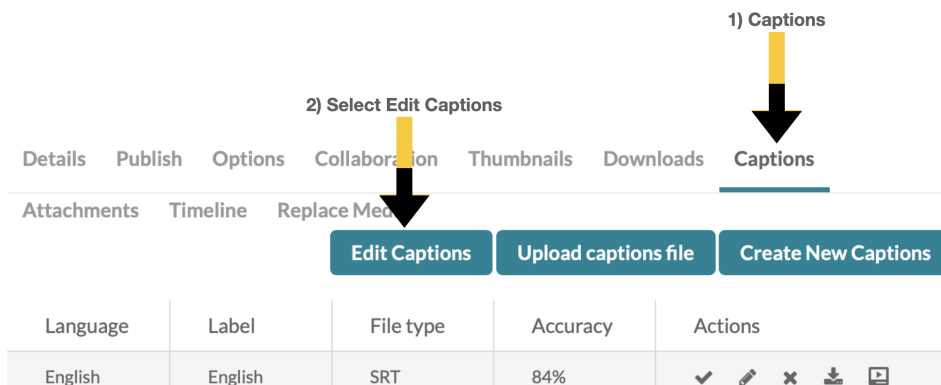 1) Captions
2) Select Edit Captions
Details Publish Options Collaboration Thumbnails Downloads Captions
Attachments Timeline Replace Med
Edit Captions Upload captions file Create New Captions
Language Label File type Accuracy Actions
English English SRT 84%